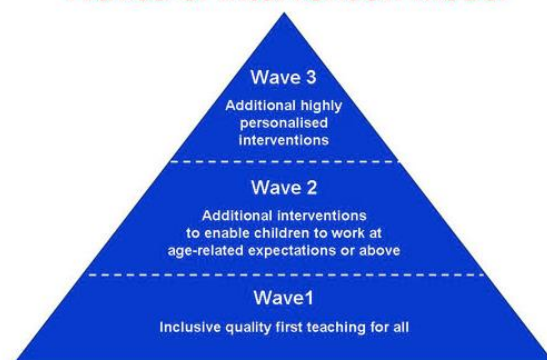 Wave 3
Additional highly
personalised
interventions
Wave 2
Additional interventions
to enable children to work at
age-related expectations or above
Wave1
Inclusive quality first teaching for all